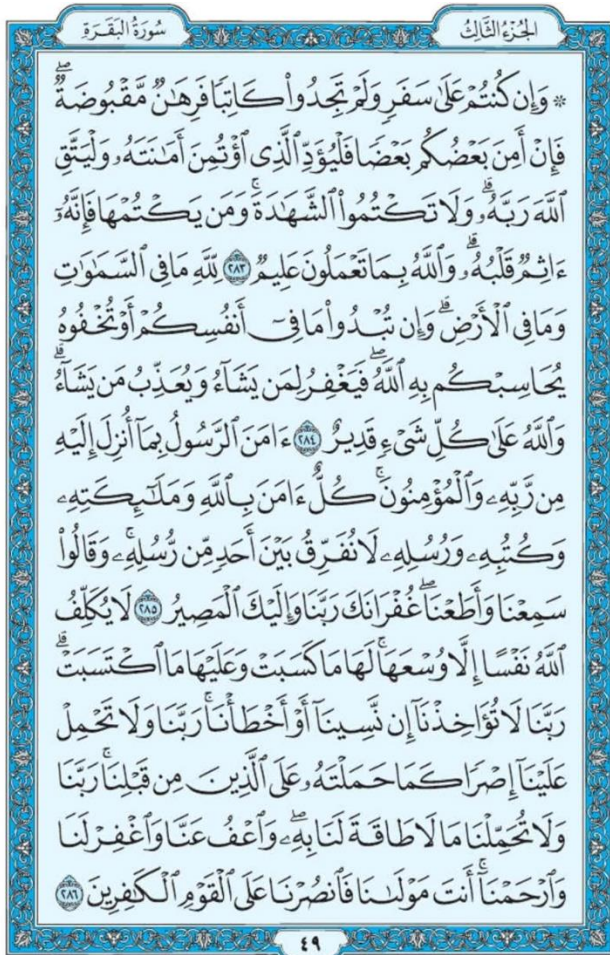 الجُزْءُ الثَّالِثُ
سُورَةُ البَقَرَةِ
۞ وَإِن كُنتُمْ عَلَىٰ سَفَرٍ وَلَمْ تَجِدُوا۟ كَاتِبًا فَرِهَـٰنٌ مَّقْبُوضَةٌ ۖ
فَإِنْ أَمِنَ بَعْضُكُم بَعْضًا فَلْيُؤَدِّ ٱلَّذِى ٱؤْتُمِنَ أَمَـٰنَتَهُۥ وَلْيَتَّقِ
ٱللَّهَ رَبَّهُۥ ۗ وَلَا تَكْتُمُوا۟ ٱلشَّهَـٰدَةَ ۚ وَمَن يَكْتُمْهَا فَإِنَّهُۥٓ
ءَاثِمٌ قَلْبُهُۥ ۗ وَٱللَّهُ بِمَا تَعْمَلُونَ عَلِيمٌ ٢٨٣ لِّلَّهِ مَا فِى ٱلسَّمَـٰوَٰتِ
وَمَا فِى ٱلْأَرْضِ ۗ وَإِن تُبْدُوا۟ مَا فِىٓ أَنفُسِكُمْ أَوْ تُخْفُوهُ
يُحَاسِبْكُم بِهِ ٱللَّهُ ۖ فَيَغْفِرُ لِمَن يَشَآءُ وَيُعَذِّبُ مَن يَشَآءُ ۗ
وَٱللَّهُ عَلَىٰ كُلِّ شَىْءٍ قَدِيرٌ ٢٨٤ ءَامَنَ ٱلرَّسُولُ بِمَآ أُنزِلَ إِلَيْهِ
مِن رَّبِّهِۦ وَٱلْمُؤْمِنُونَ ۚ كُلٌّ ءَامَنَ بِٱللَّهِ وَمَلَـٰٓئِكَتِهِۦ
وَكُتُبِهِۦ وَرُسُلِهِۦ لَا نُفَرِّقُ بَيْنَ أَحَدٍ مِّن رُّسُلِهِۦ ۚ وَقَالُوا۟
سَمِعْنَا وَأَطَعْنَا ۖ غُفْرَانَكَ رَبَّنَا وَإِلَيْكَ ٱلْمَصِيرُ ٢٨٥ لَا يُكَلِّفُ
ٱللَّهُ نَفْسًا إِلَّا وُسْعَهَا ۚ لَهَا مَا كَسَبَتْ وَعَلَيْهَا مَا ٱكْتَسَبَتْ ۗ
رَبَّنَا لَا تُؤَاخِذْنَآ إِن نَّسِينَآ أَوْ أَخْطَأْنَا ۚ رَبَّنَا وَلَا تَحْمِلْ
عَلَيْنَآ إِصْرًا كَمَا حَمَلْتَهُۥ عَلَى ٱلَّذِينَ مِن قَبْلِنَا ۚ رَبَّنَا
وَلَا تُحَمِّلْنَا مَا لَا طَاقَةَ لَنَا بِهِۦ ۖ وَٱعْفُ عَنَّا وَٱغْفِرْ لَنَا
وَٱرْحَمْنَآ ۚ أَنتَ مَوْلَىٰنَا فَٱنصُرْنَا عَلَى ٱلْقَوْمِ ٱلْكَـٰفِرِينَ ٢٨٦
٤٩